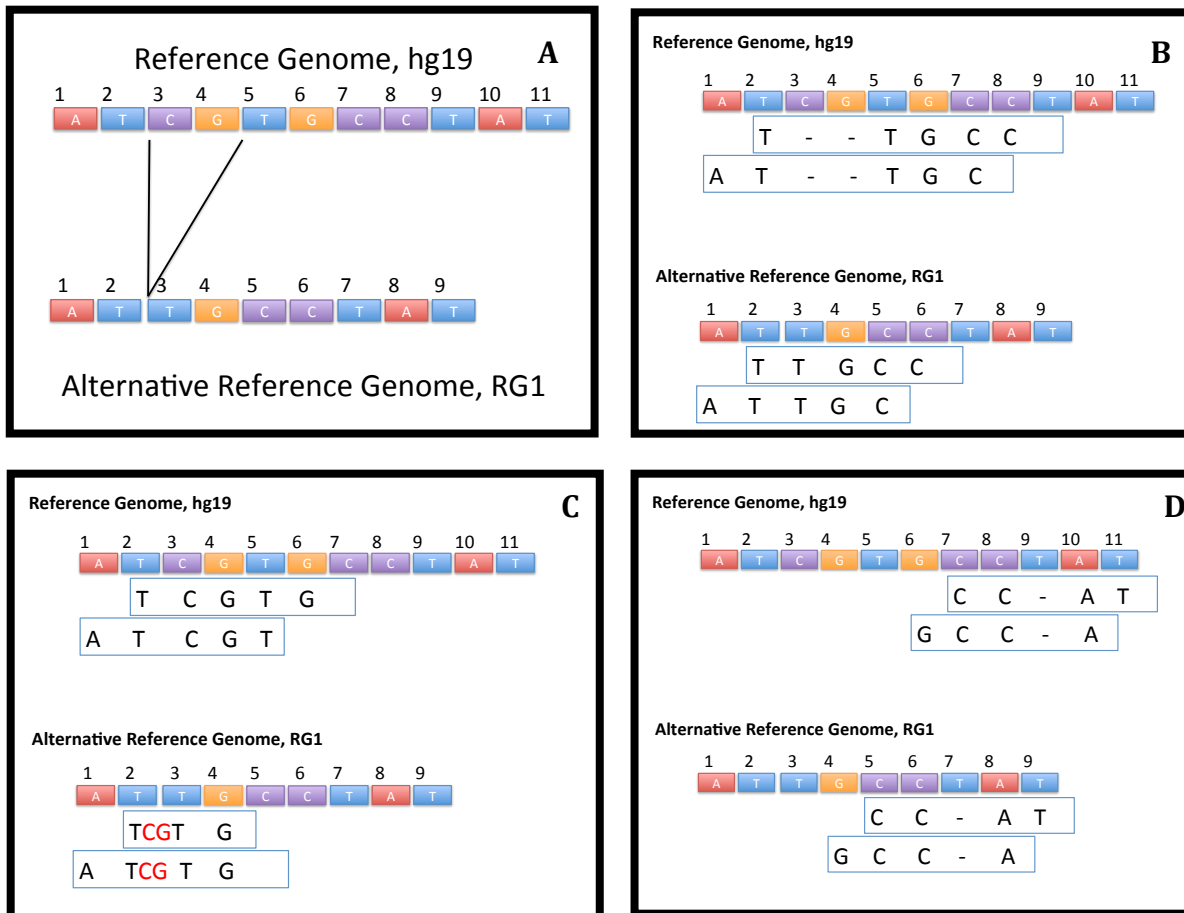 A
Reference Genome, hg19
1 2 3 4 5 6 7 8 9 10 11
A T C G T G C C T A T
1 2 3 4 5 6 7 8 9
A T T G C C T A T
Alternative Reference Genome, RG1
B
Reference Genome, hg19
1 2 3 4 5 6 7 8 9 10 11
A T C G T G C C T A T
T - - T G C C
A T - - T G C
Alternative Reference Genome, RG1
1 2 3 4 5 6 7 8 9
A T T G C C T A T
T T G C C
A T T G C
C
Reference Genome, hg19
1 2 3 4 5 6 7 8 9 10 11
A T C G T G C C T A T
T C G T G
A T C G T
Alternative Reference Genome, RG1
1 2 3 4 5 6 7 8 9
A T T G C C T A T
TCGT G
A TCG T G
D
Reference Genome, hg19
1 2 3 4 5 6 7 8 9 10 11
A T C G T G C C T A T
C C - A T
G C C - A
Alternative Reference Genome, RG1
1 2 3 4 5 6 7 8 9
A T T G C C T A T
C C - A T
G C C - A